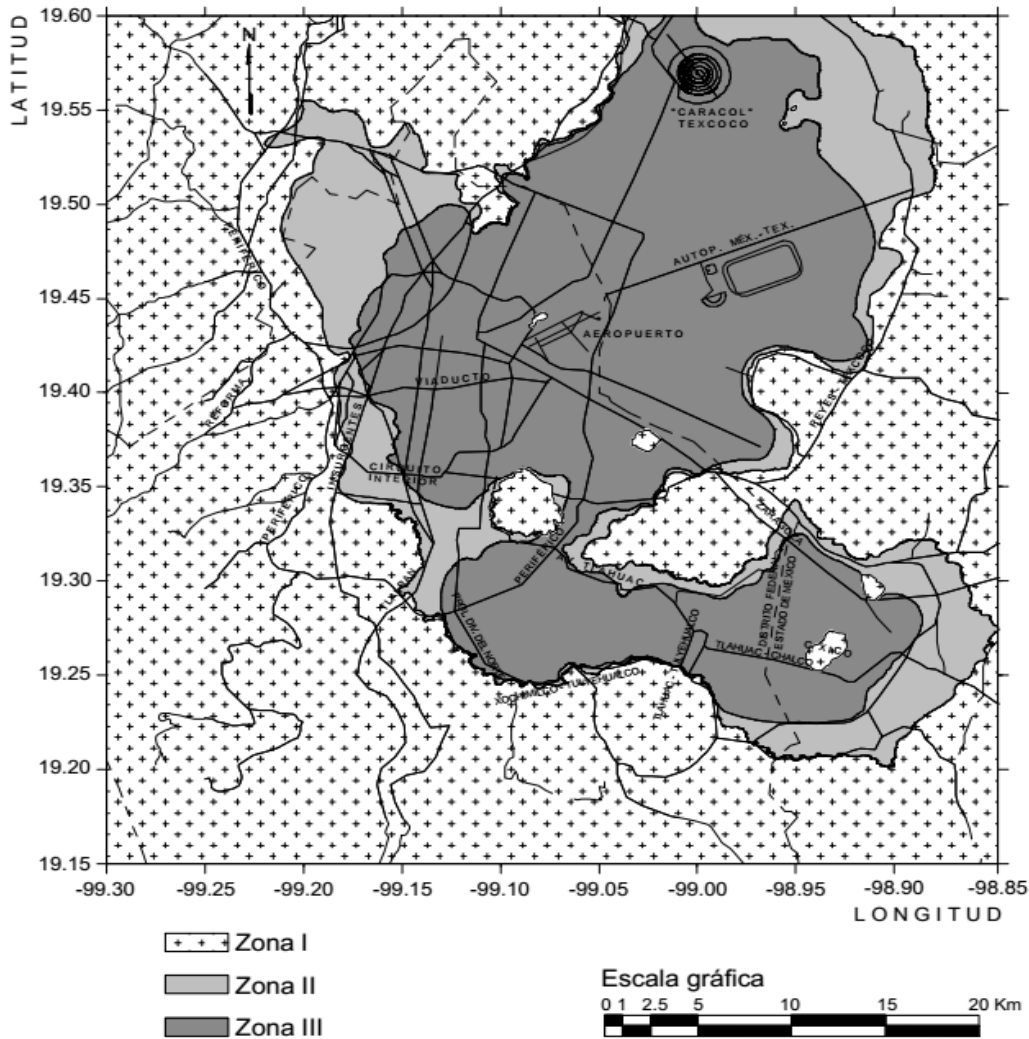 LATITUD
19.60
19.55
19.50
19.45
19.40
19.35
19.30
19.25
19.20
19.15
N
"CARACOL"
TEXCOCO
PERIFERICO
AUTOP. MÉX.-TEX.
AEROPUERTO
REFORMA
VIADUCTO
INSURGENTES
CIRCUITO
INTERIOR
PERIFERICO
ZARAGOZA
PERIFERICO
TLAHUAC
DISTRITO FEDERAL
ESTADO DE MÉXICO
TLAHUAC - CHALCO
XICO
-99.30
-99.25
-99.20
-99.15
-99.10
-99.05
-99.00
-98.95
-98.90
-98.85
LONGITUD
Zona I
Zona II
Zona III
Escala gráfica
0 1 2.5 5 10 15 20 Km